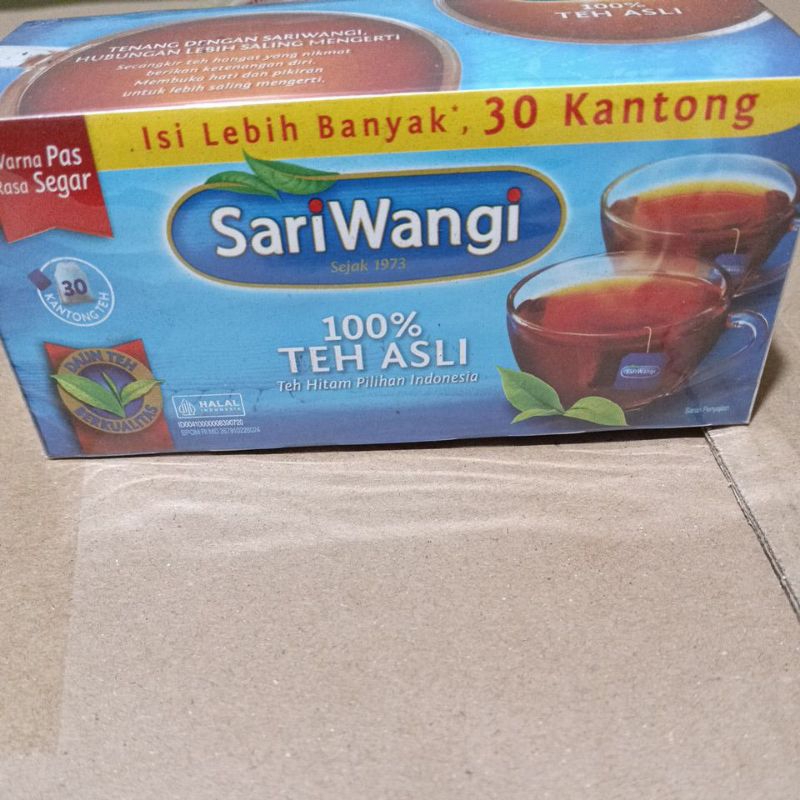 100%
TEH ASLI
TENANG DENGAN SARIWANGI,
HUBUNGAN LEBIH SALING MENGERTI
Secangkir teh hangat yang nikmat
berikan ketenangan diri.
Membuka hati dan pikiran
untuk lebih saling mengerti.
Isi Lebih Banyak*, 30 Kantong
Warna Pas
Rasa Segar
SariWangi
Sejak 1973
30
KANTONG TEH
100%
TEH ASLI
Teh Hitam Pilihan Indonesia
DAUN TEH
BERKUALITAS
HALAL
INDONESIA
SariWangi
Saran Penyajian